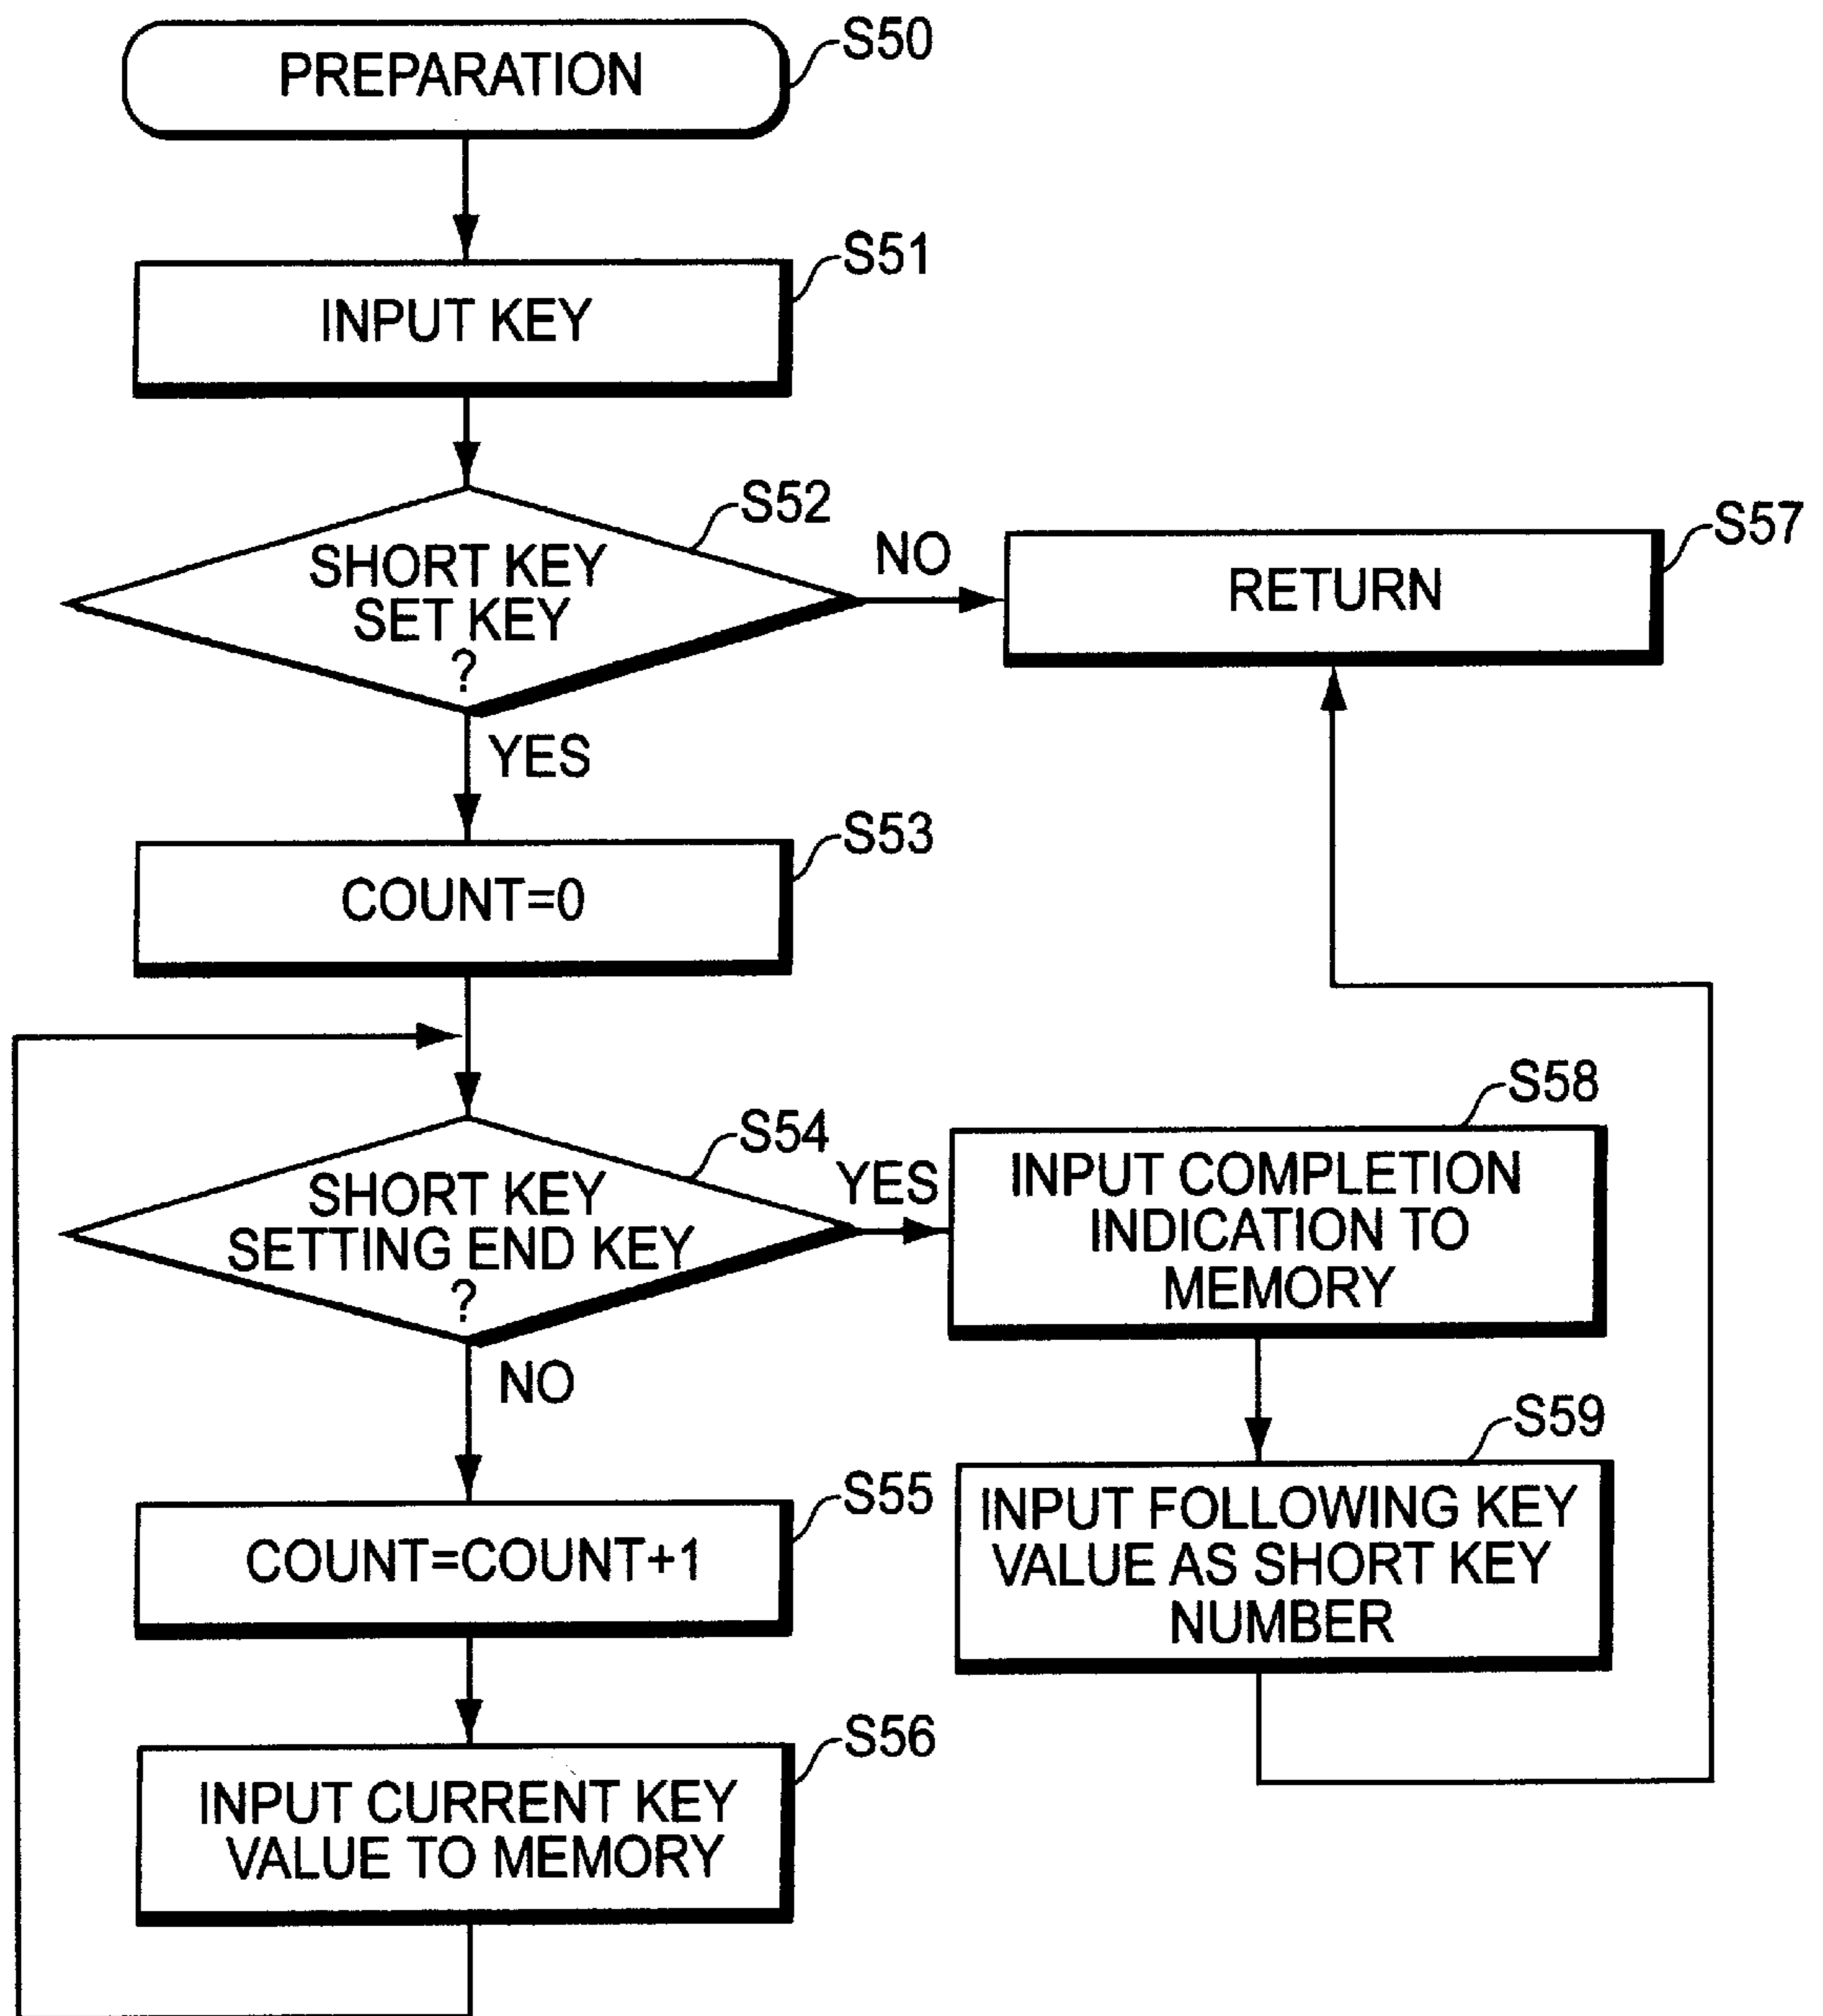 PREPARATION
S50
INPUT KEY
S51
SHORT KEY
SET KEY
?
S52
NO
YES
RETURN
S57
COUNT=0
S53
SHORT KEY
SETTING END KEY
?
S54
YES
NO
INPUT COMPLETION
INDICATION TO
MEMORY
S58
COUNT=COUNT+1
S55
INPUT FOLLOWING KEY
VALUE AS SHORT KEY
NUMBER
S59
INPUT CURRENT KEY
VALUE TO MEMORY
S56